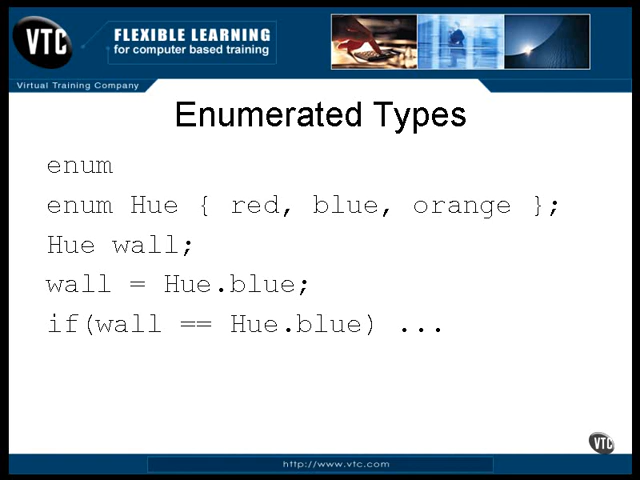 VTC
FLEXIBLE LEARNING
for computer based training
Virtual Training Company
Enumerated Types
enum
enum Hue { red, blue, orange };
Hue wall;
wall = Hue.blue;
if(wall == Hue.blue) ...
VTC
http://www.vtc.com